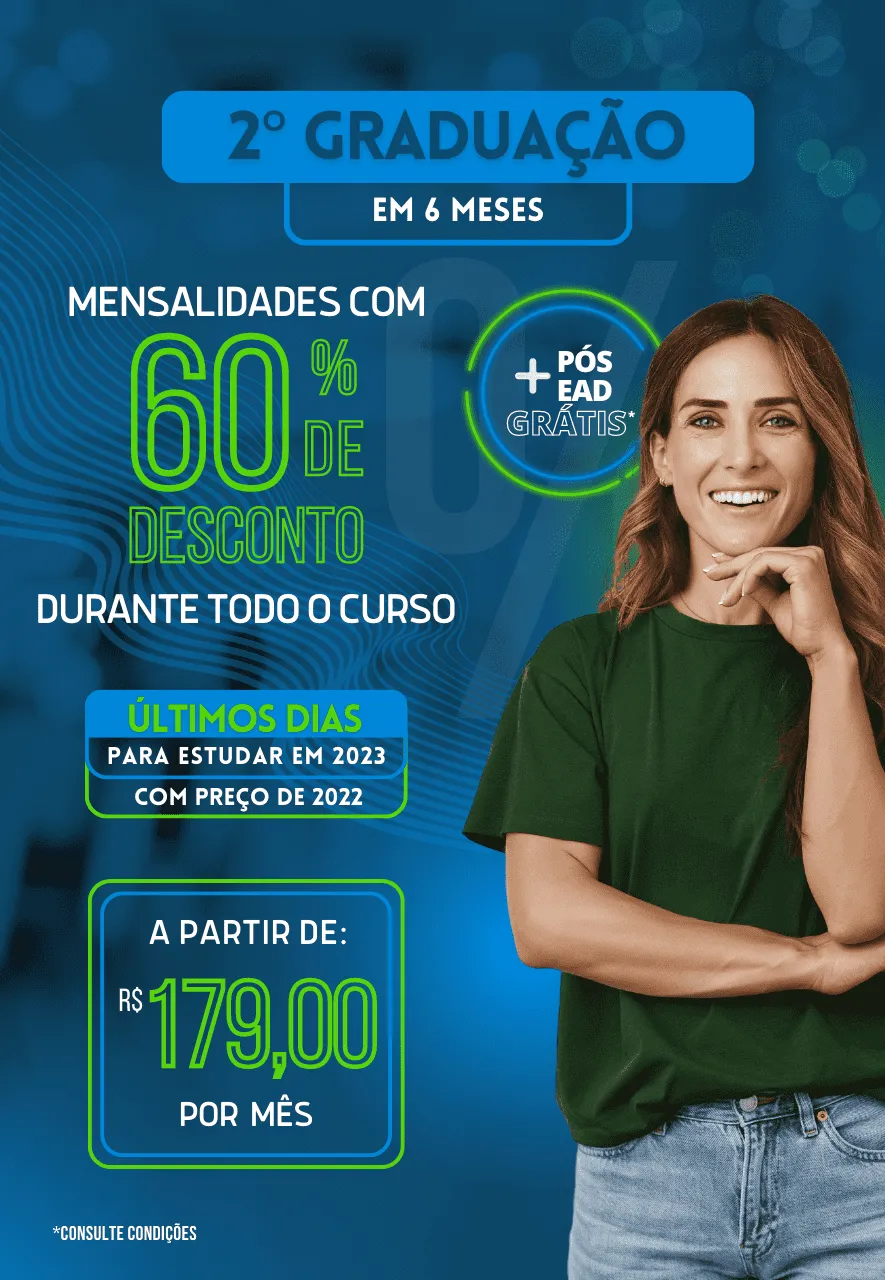 2º GRADUAÇÃO
EM 6 MESES
MENSALIDADES COM
60%
DE
DESCONTO
DURANTE TODO O CURSO
+ PÓS
EAD
GRÁTIS*
ÚLTIMOS DIAS
PARA ESTUDAR EM 2023
COM PREÇO DE 2022
A PARTIR DE:
R$ 179,00
POR MÊS
*CONSULTE CONDIÇÕES